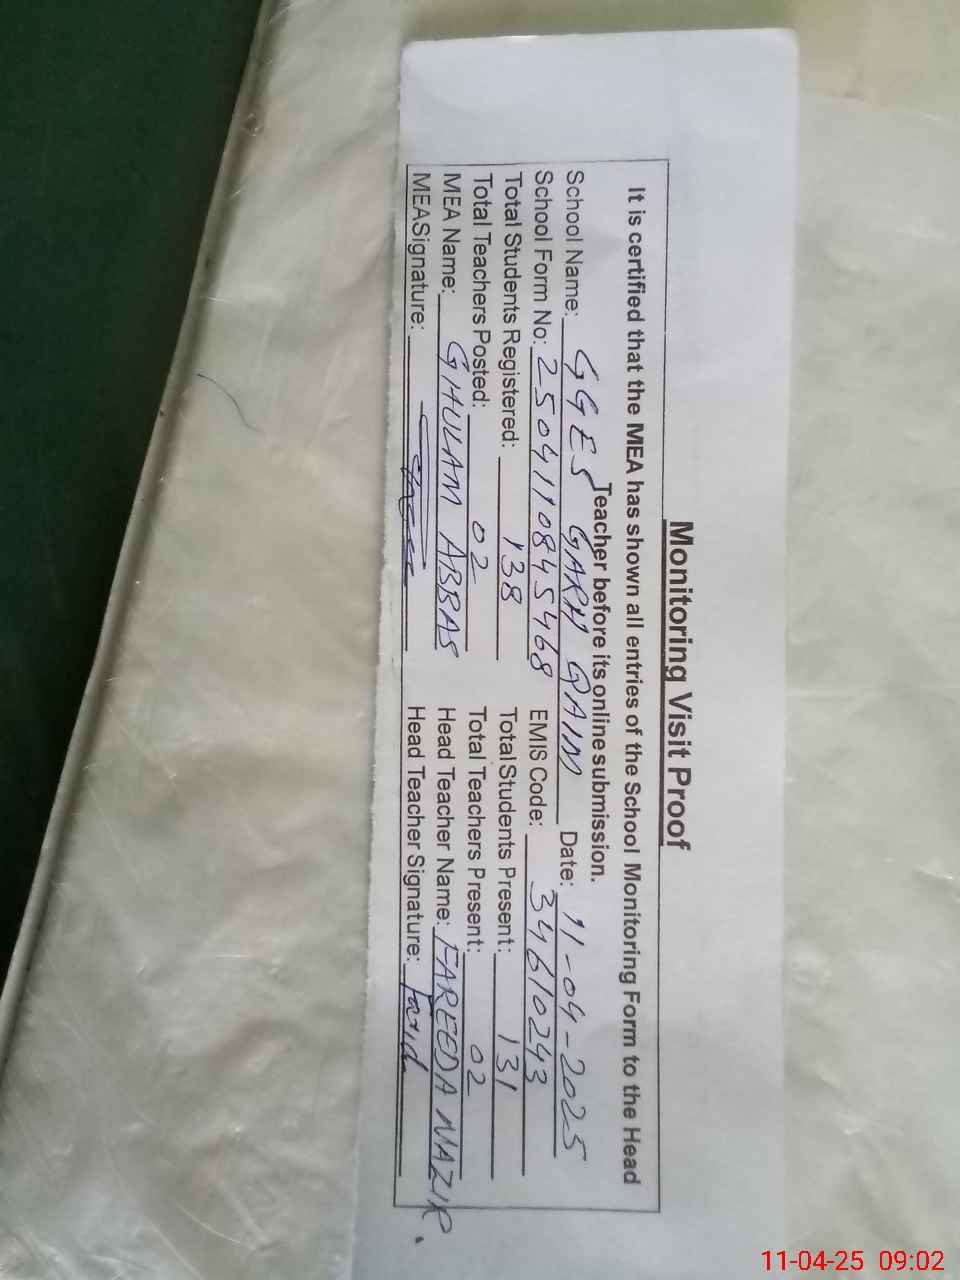 Monitoring Visit Proof
It is certified that the MEA has shown all entries of the School Monitoring Form to the Head
Teacher before its online submission.
School Name: GGES GARH QAIM Date: 11-04-2025
School Form No: 2504110845468 EMIS Code: 34610243
Total Students Registered: 138 Total Students Present: 131
Total Teachers Posted: 02 Total Teachers Present: 02
MEA Name: GHULAM ABBAS Head Teacher Name: FAREEDA NAZIR.
MEASignature: Head Teacher Signature: Farid
11-04-25 09:02